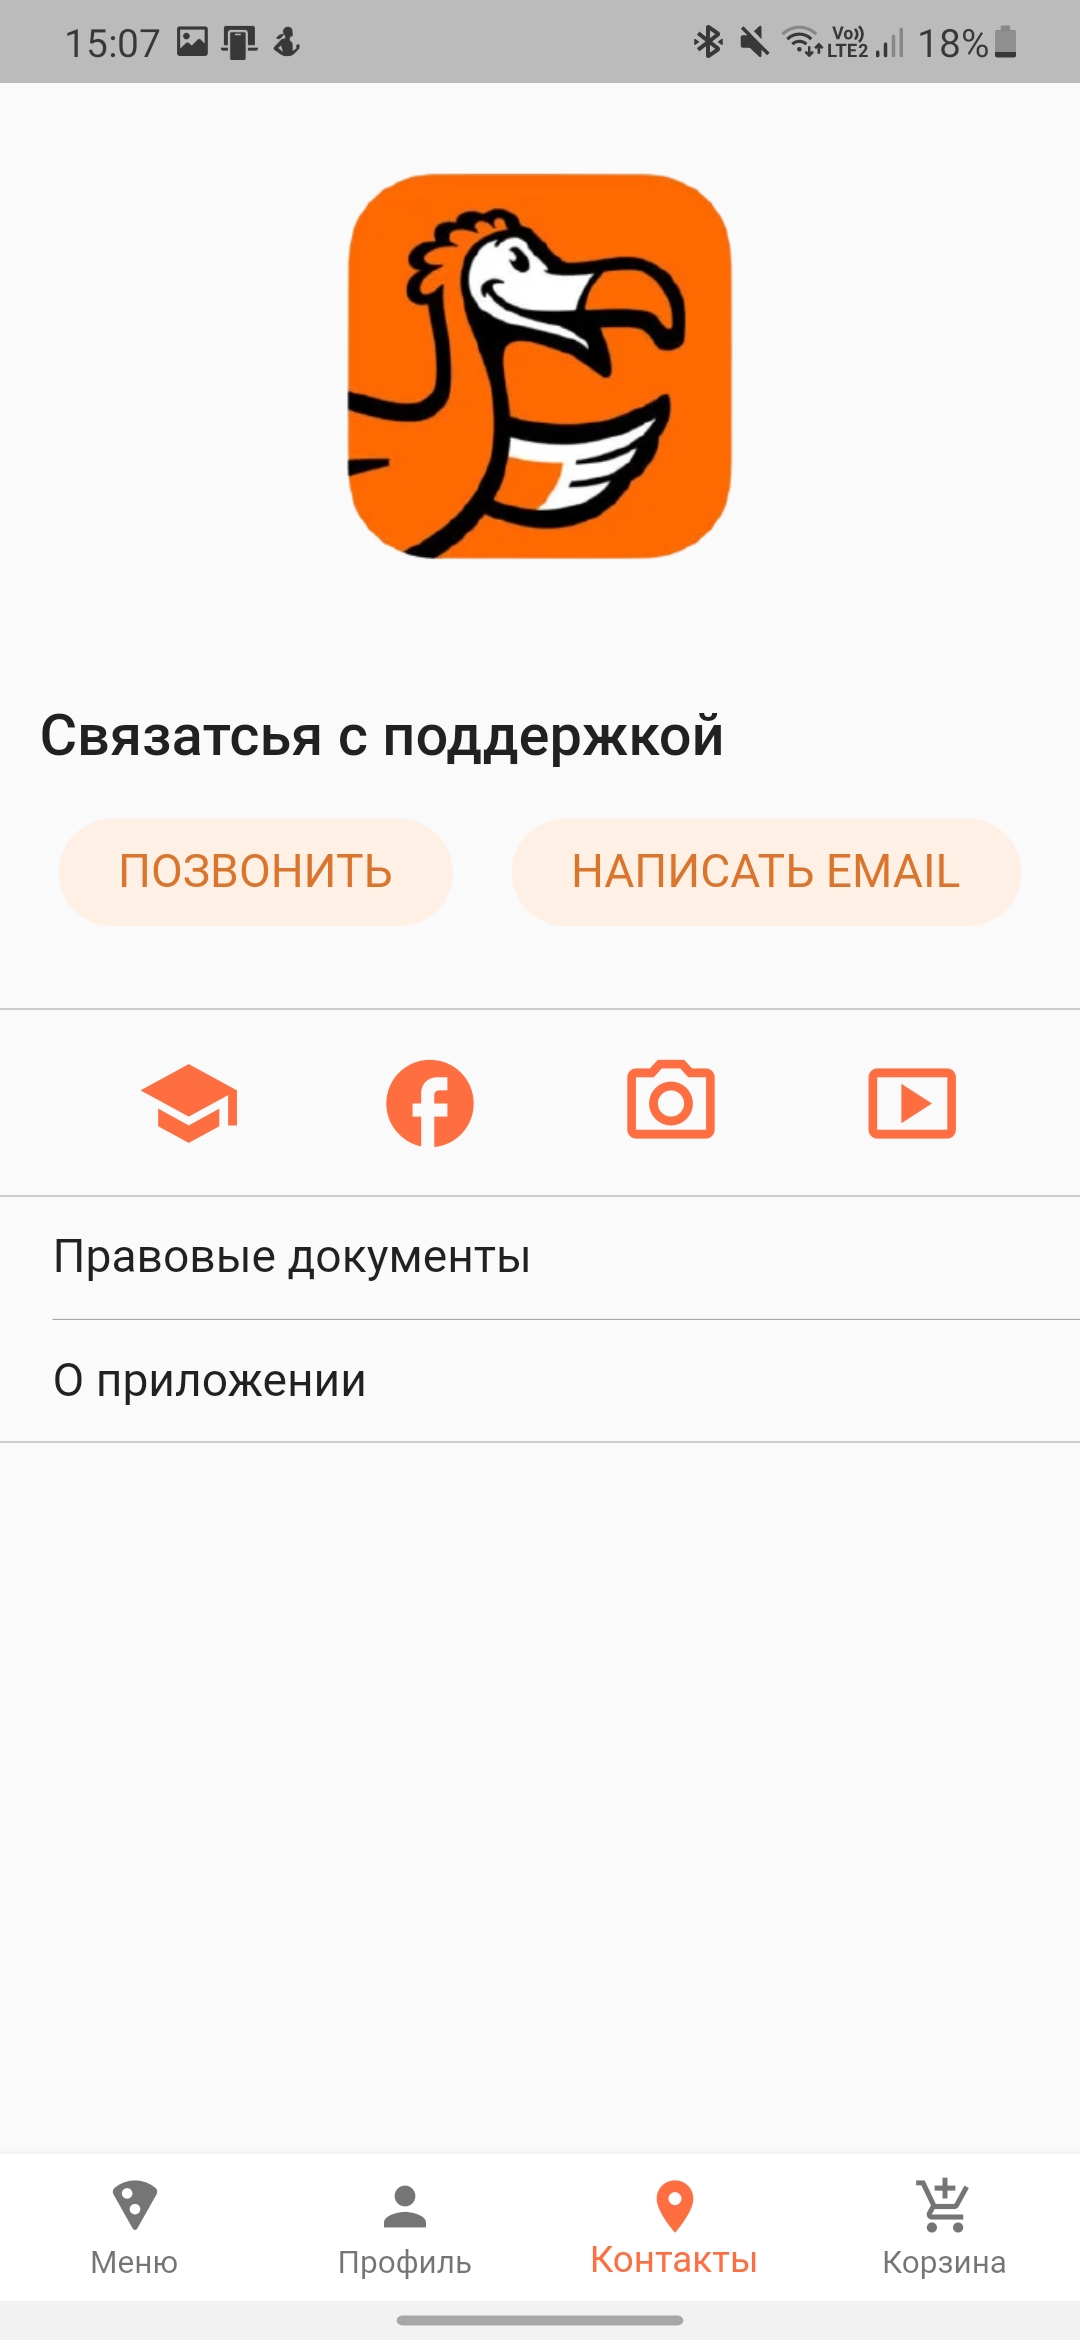 15:07
Vo)) LTE2 18%
Связатсья с поддержкой
ПОЗВОНИТЬ НАПИСАТЬ EMAIL
Правовые документы
О приложении
Меню Профиль Контакты Корзина